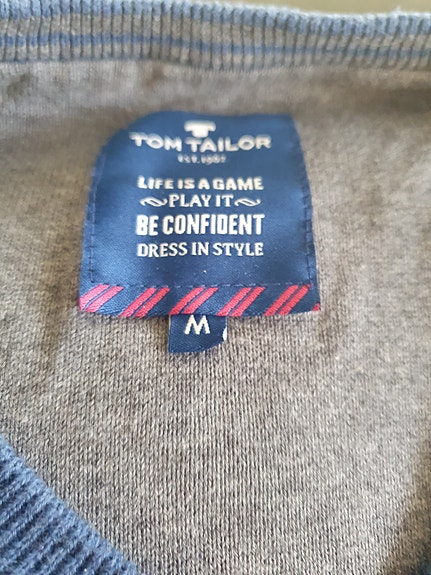 TOM TAILOR
EST. 1962
LIFE IS A GAME
PLAY IT
BE CONFIDENT
DRESS IN STYLE
M